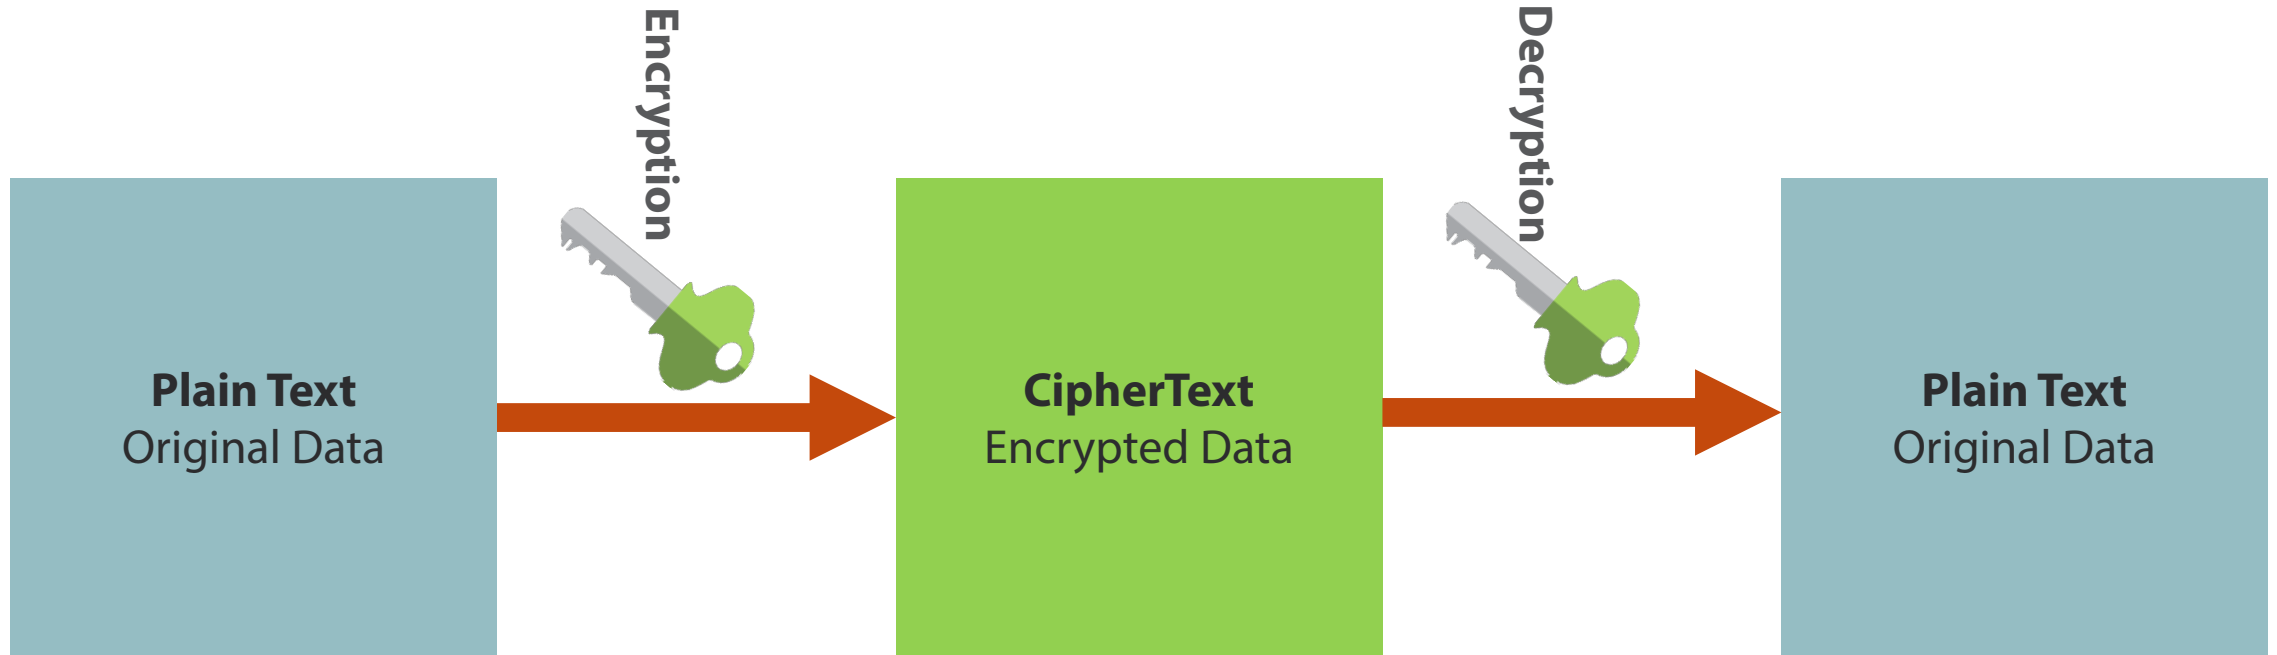 Plain Text
Original Data
Encryption
CipherText
Encrypted Data
Decryption
Plain Text
Original Data